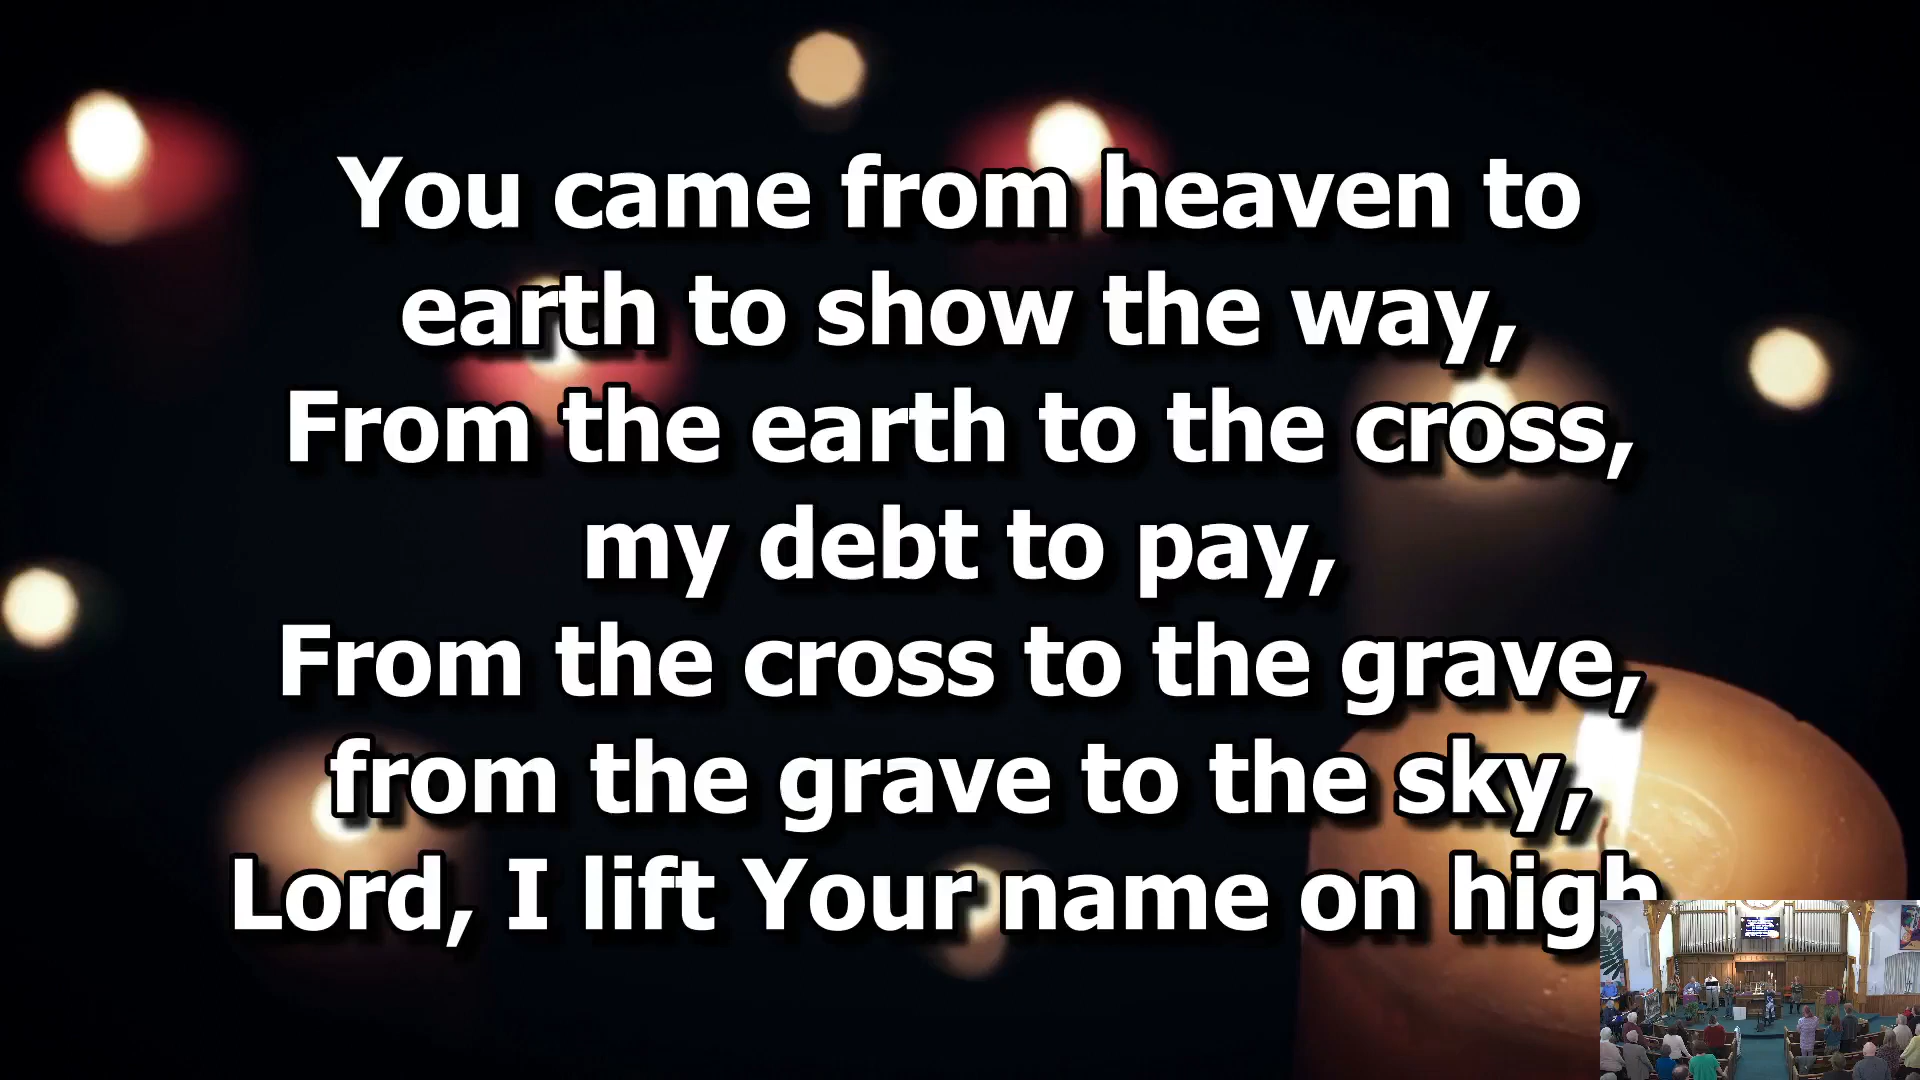 You came from heaven to
earth to show the way,
From the earth to the cross,
my debt to pay,
From the cross to the grave,
from the grave to the sky,
Lord, I lift Your name on high